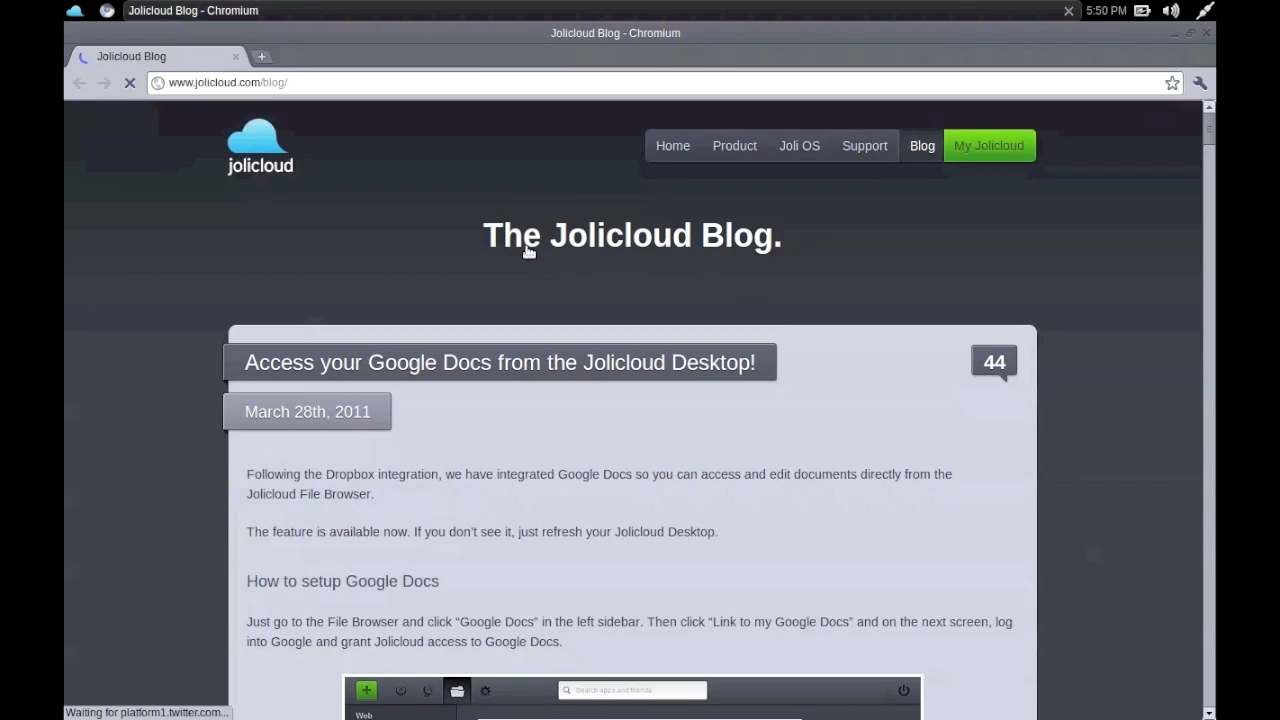 Jolicloud Blog - Chromium
5:50 PM
Jolicloud Blog - Chromium
Jolicloud Blog
www.jolicloud.com/blog/
jolicloud
Home
Product
Joli OS
Support
Blog
My Jolicloud
The Jolicloud Blog.
Access your Google Docs from the Jolicloud Desktop!
44
March 28th, 2011
Following the Dropbox integration, we have integrated Google Docs so you can access and edit documents directly from the
Jolicloud File Browser.
The feature is available now. If you don't see it, just refresh your Jolicloud Desktop.
How to setup Google Docs
Just go to the File Browser and click “Google Docs” in the left sidebar. Then click “Link to my Google Docs” and on the next screen, log
into Google and grant Jolicloud access to Google Docs.
Search apps and friends
Web
Waiting for platform1.twitter.com...